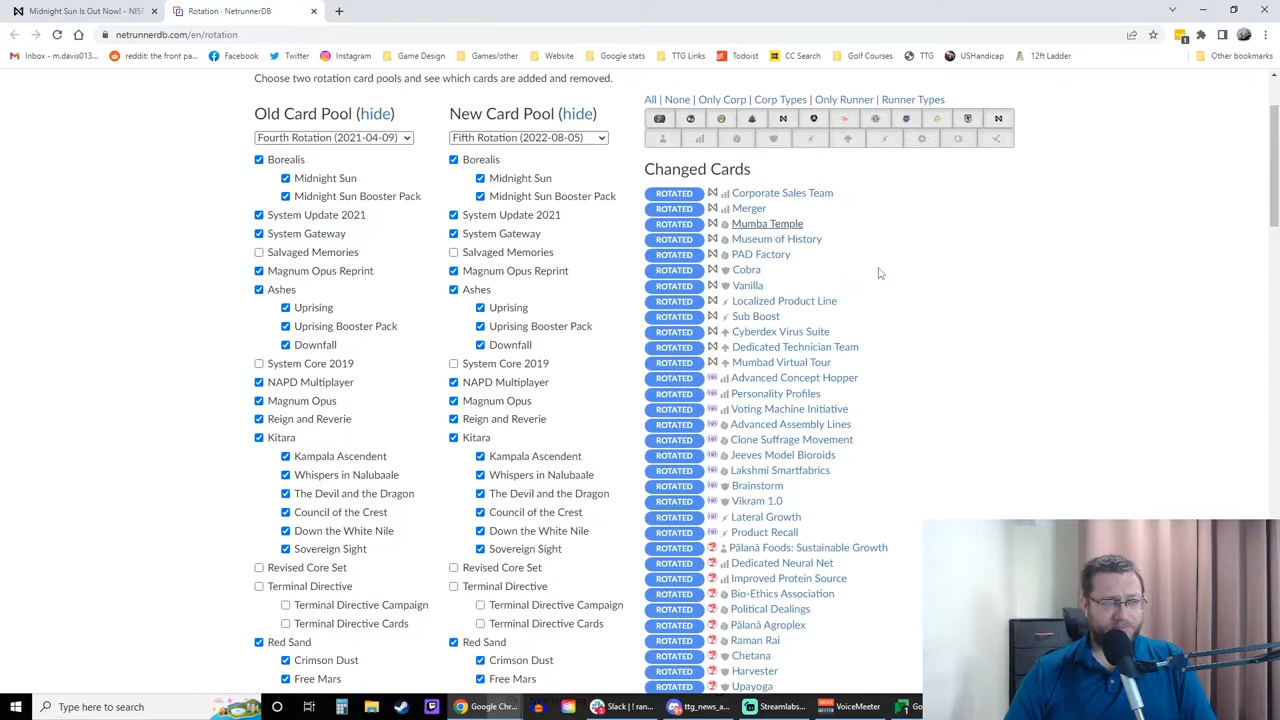 Midnight Sun Is Out Now! - NISE
Rotation · NetrunnerDB
netrunnerdb.com/en/rotation
Inbox - m.davis13...
reddit: the front pa...
Facebook
Twitter
Instagram
Game Design
Games/other
Website
Google stats
TTG Links
Todoist
CC Search
Golf Courses
TTG
USHandicap
12ft Ladder
Other bookmarks
Choose two rotation card pools and see which cards are added and removed.
Old Card Pool (hide)
Fourth Rotation (2021-04-09)
Borealis
Midnight Sun
Midnight Sun Booster Pack
System Update 2021
System Gateway
Salvaged Memories
Magnum Opus Reprint
Ashes
Uprising
Uprising Booster Pack
Downfall
System Core 2019
NAPD Multiplayer
Magnum Opus
Reign and Reverie
Kitara
Kampala Ascendent
Whispers in Nalubaale
The Devil and the Dragon
Council of the Crest
Down the White Nile
Sovereign Sight
Revised Core Set
Terminal Directive
Terminal Directive Campaign
Terminal Directive Cards
Red Sand
Crimson Dust
Free Mars
New Card Pool (hide)
Fifth Rotation (2022-08-05)
Borealis
Midnight Sun
Midnight Sun Booster Pack
System Update 2021
System Gateway
Salvaged Memories
Magnum Opus Reprint
Ashes
Uprising
Uprising Booster Pack
Downfall
System Core 2019
NAPD Multiplayer
Magnum Opus
Reign and Reverie
Kitara
Kampala Ascendent
Whispers in Nalubaale
The Devil and the Dragon
Council of the Crest
Down the White Nile
Sovereign Sight
Revised Core Set
Terminal Directive
Terminal Directive Campaign
Terminal Directive Cards
Red Sand
Crimson Dust
Free Mars
All | None | Only Corp | Corp Types | Only Runner | Runner Types
Changed Cards
ROTATED Corporate Sales Team
ROTATED Merger
ROTATED Mumba Temple
ROTATED Museum of History
ROTATED PAD Factory
ROTATED Cobra
ROTATED Vanilla
ROTATED Localized Product Line
ROTATED Sub Boost
ROTATED Cyberdex Virus Suite
ROTATED Dedicated Technician Team
ROTATED Mumbad Virtual Tour
ROTATED Advanced Concept Hopper
ROTATED Personality Profiles
ROTATED Voting Machine Initiative
ROTATED Advanced Assembly Lines
ROTATED Clone Suffrage Movement
ROTATED Jeeves Model Bioroids
ROTATED Lakshmi Smartfabrics
ROTATED Brainstorm
ROTATED Vikram 1.0
ROTATED Lateral Growth
ROTATED Product Recall
ROTATED Pālanā Foods: Sustainable Growth
ROTATED Dedicated Neural Net
ROTATED Improved Protein Source
ROTATED Bio-Ethics Association
ROTATED Political Dealings
ROTATED Pālanā Agroplex
ROTATED Raman Rai
ROTATED Chetana
ROTATED Harvester
ROTATED Upayoga
Type here to search
Google Chr...
Slack | ! ran...
ttg_news_a...
Streamlabs...
VoiceMeeter
Go